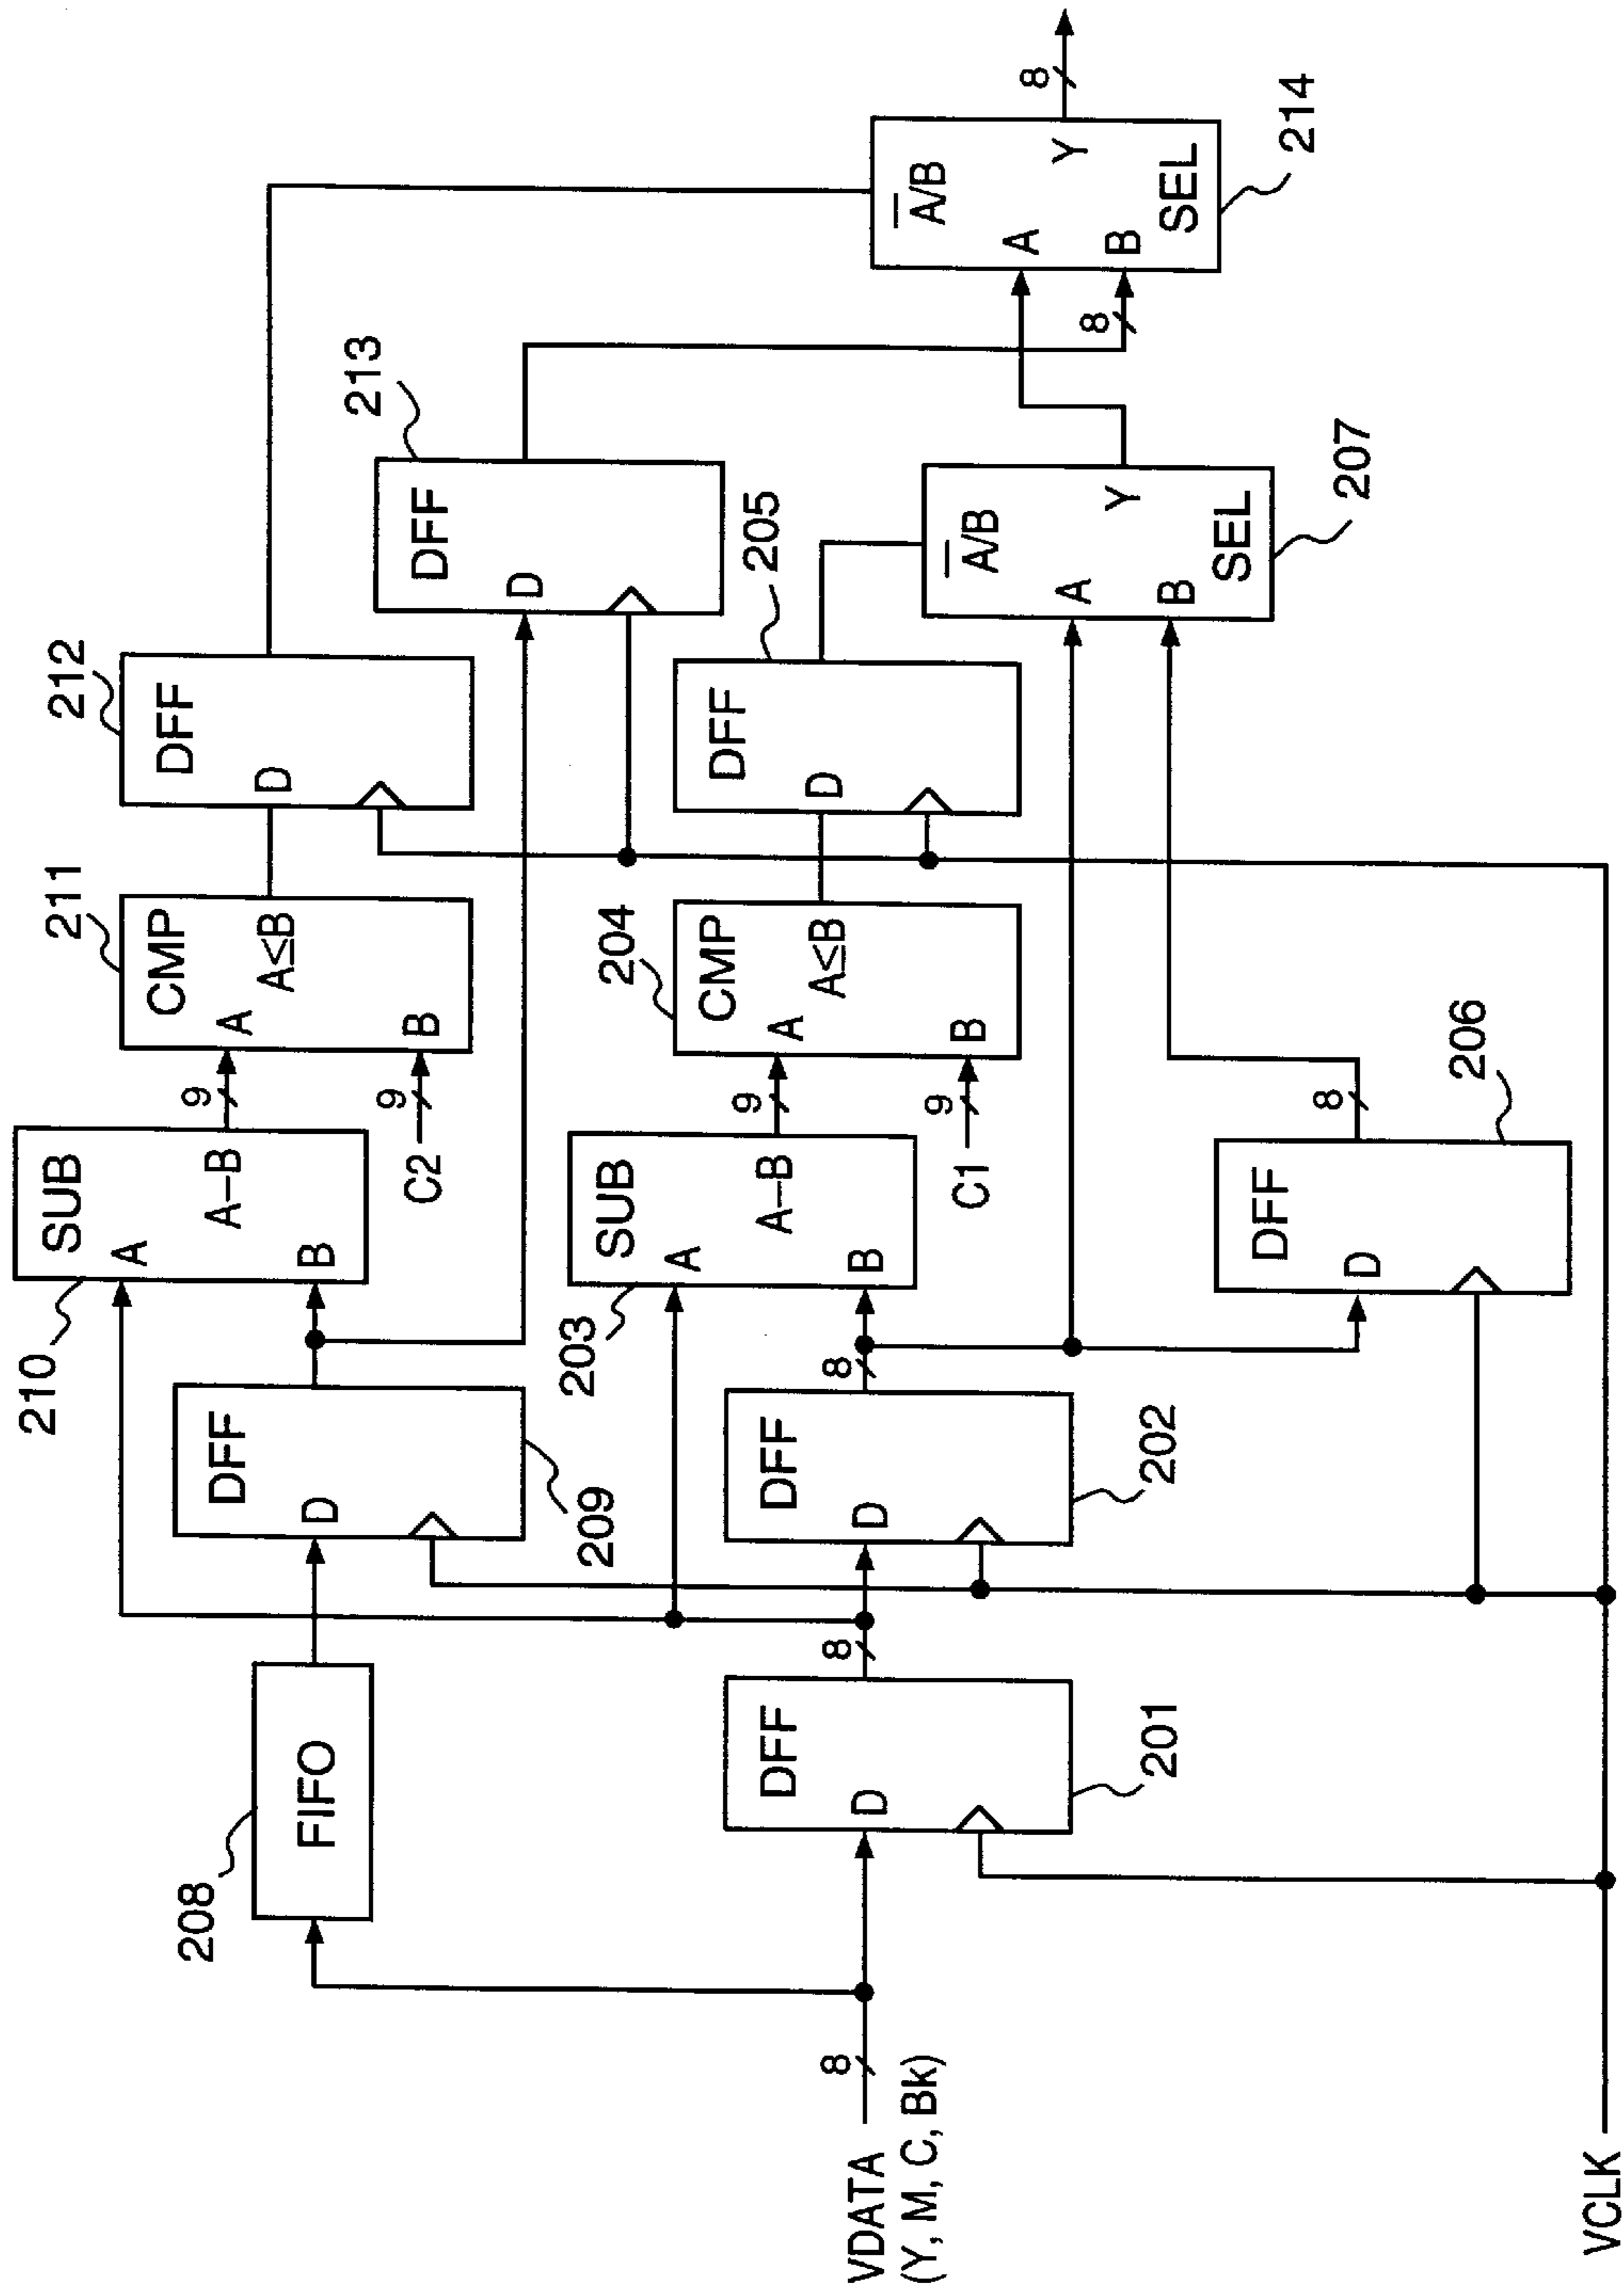 VDATA
(Y, M, C, Bk)
8
VCLK
208
FIFO
DFF
D
201
8
DFF
D
209
DFF
D
202
8
210
SUB
A
A–B
B
203
SUB
A
A–B
B
DFF
D
206
8
9
9
C2
9
9
C1
211
CMP
A
A≤B
B
204
CMP
A
A≤B
B
212
DFF
D
205
DFF
D
213
DFF
D
A̅/B
A
Y
B
SEL
207
8
A̅/B
A
Y
B
SEL
214
8